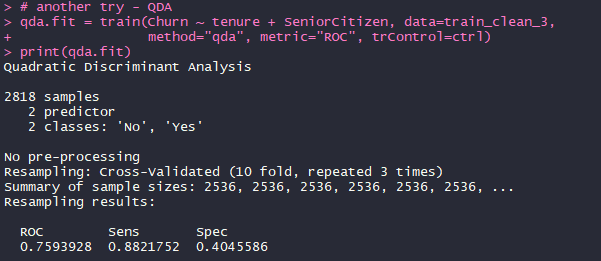 > # another try - QDA
> qda.fit = train(Churn ~ tenure + SeniorCitizen, data=train_clean_3,
+                 method="qda", metric="ROC", trControl=ctrl)
> print(qda.fit)
Quadratic Discriminant Analysis

2818 samples
   2 predictor
   2 classes: 'No', 'Yes'

No pre-processing
Resampling: Cross-Validated (10 fold, repeated 3 times)
Summary of sample sizes: 2536, 2536, 2536, 2536, 2536, 2536, ...
Resampling results:

  ROC        Sens       Spec
  0.7593928  0.8821752  0.4045586